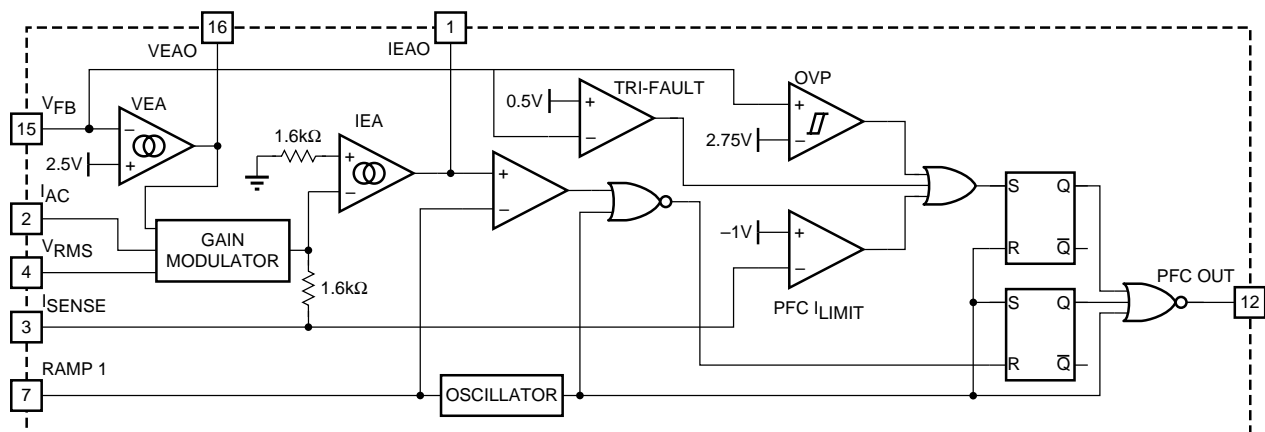 16
1
VEAO
IEAO
VFB
VEA
15
2.5V
IAC
2
VRMS
4
ISENSE
3
RAMP 1
7
GAIN
MODULATOR
1.6kΩ
1.6kΩ
IEA
+
−
−
+
+
−
0.5V
+
−
TRI-FAULT
OVP
+
−
2.75V
−1V
+
−
PFC ILIMIT
OSCILLATOR
S
Q
R
Q̅
S
Q
R
Q̅
PFC OUT
12